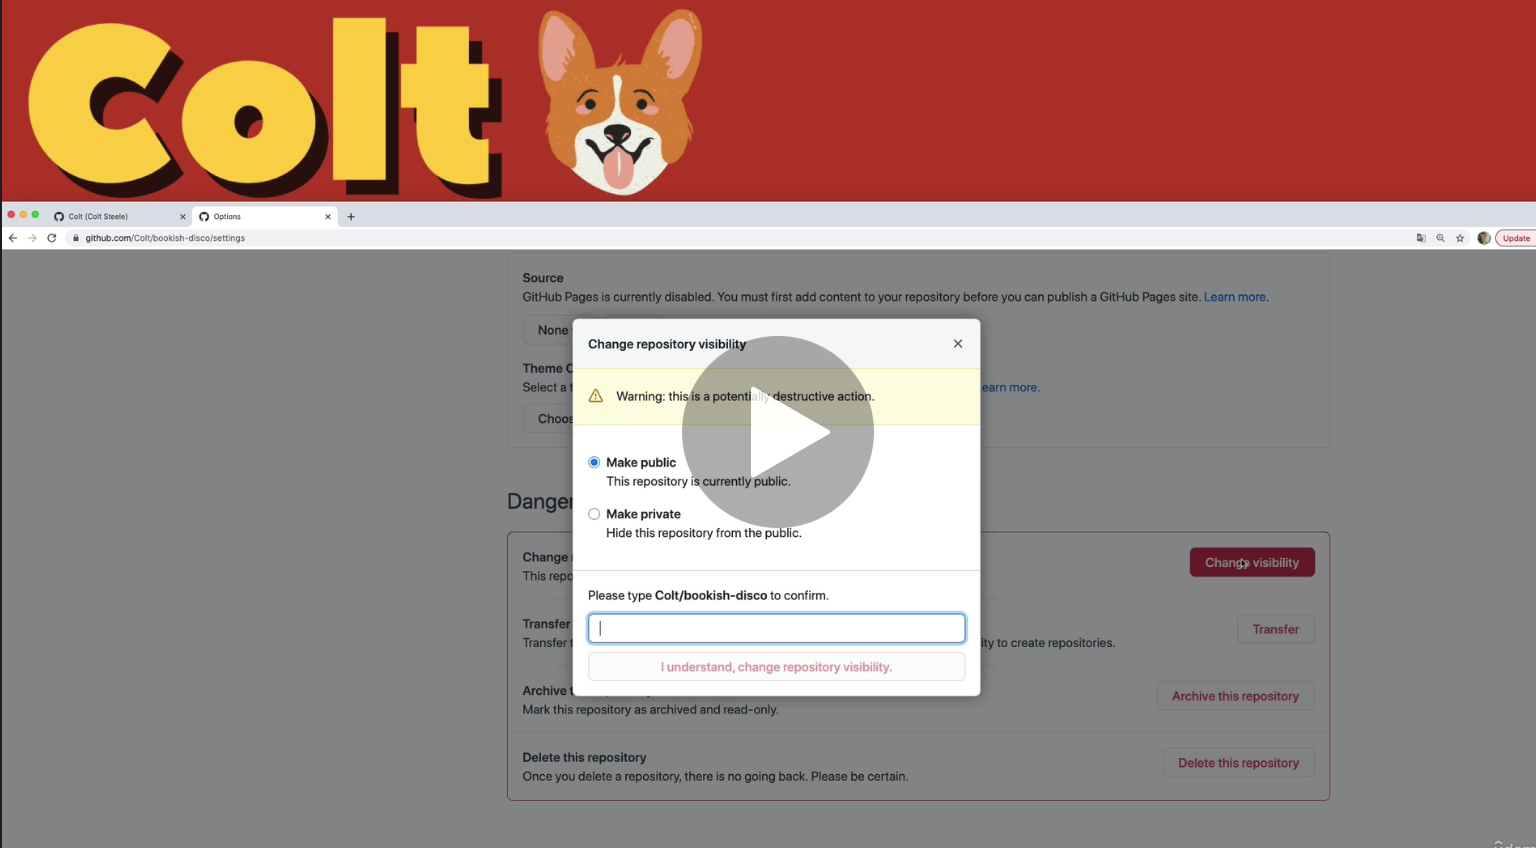 Colt
Colt (Colt Steele)
Options
github.com/Colt/bookish-disco/settings
Update
Source
GitHub Pages is currently disabled. You must first add content to your repository before you can publish a GitHub Pages site. Learn more.
None
Change repository visibility
Theme
Select a
earn more.
Warning: this is a potentially destructive action.
Make public
This repository is currently public.
Danger
Make private
Hide this repository from the public.
Change
This repo
Change visibility
Please type Colt/bookish-disco to confirm.
Transfer
Transfer
ity to create repositories.
Transfer
I understand, change repository visibility.
Archive
Mark this repository as archived and read-only.
Archive this repository
Delete this repository
Once you delete a repository, there is no going back. Please be certain.
Delete this repository